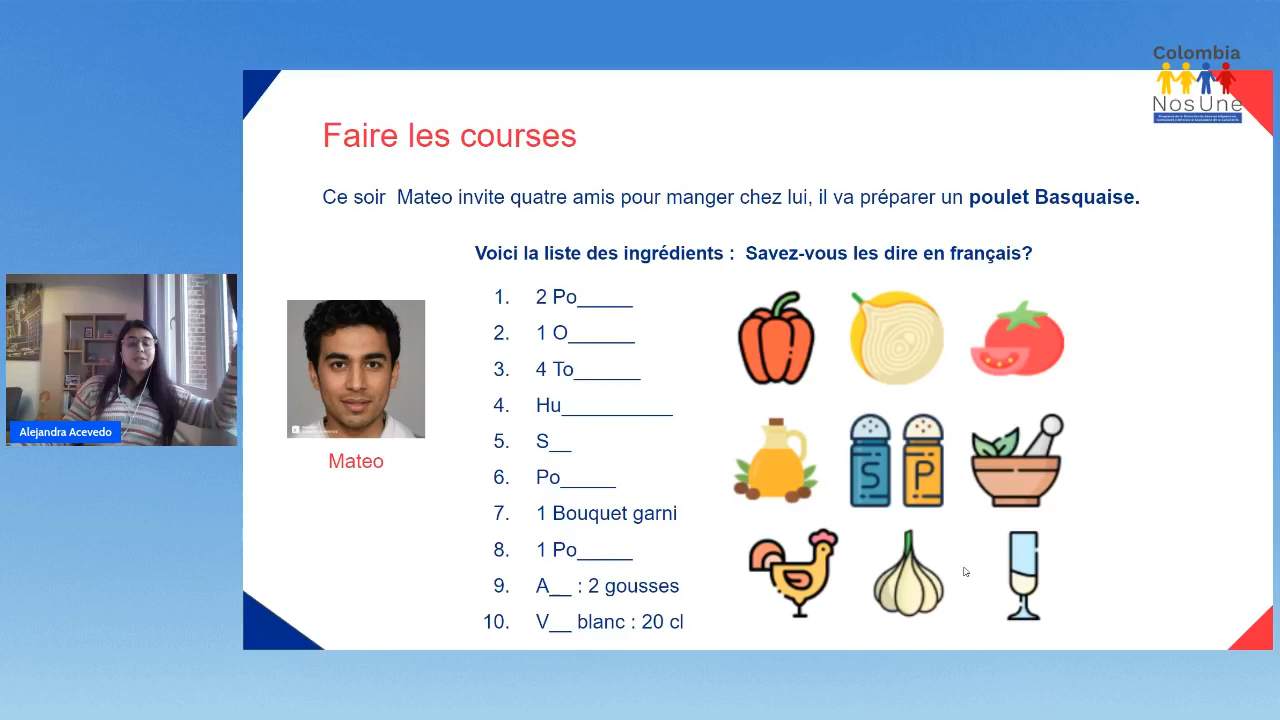 Colombia
NosUne
Faire les courses
Ce soir Mateo invite quatre amis pour manger chez lui, il va préparer un poulet Basquaise.
Voici la liste des ingrédients : Savez-vous les dire en français?
1. 2 Po_____
2. 1 O______
3. 4 To______
4. Hu__________
5. S__
6. Po_____
7. 1 Bouquet garni
8. 1 Po_____
9. A__ : 2 gousses
10. V__ blanc : 20 cl
S P
Alejandra Acevedo
Mateo